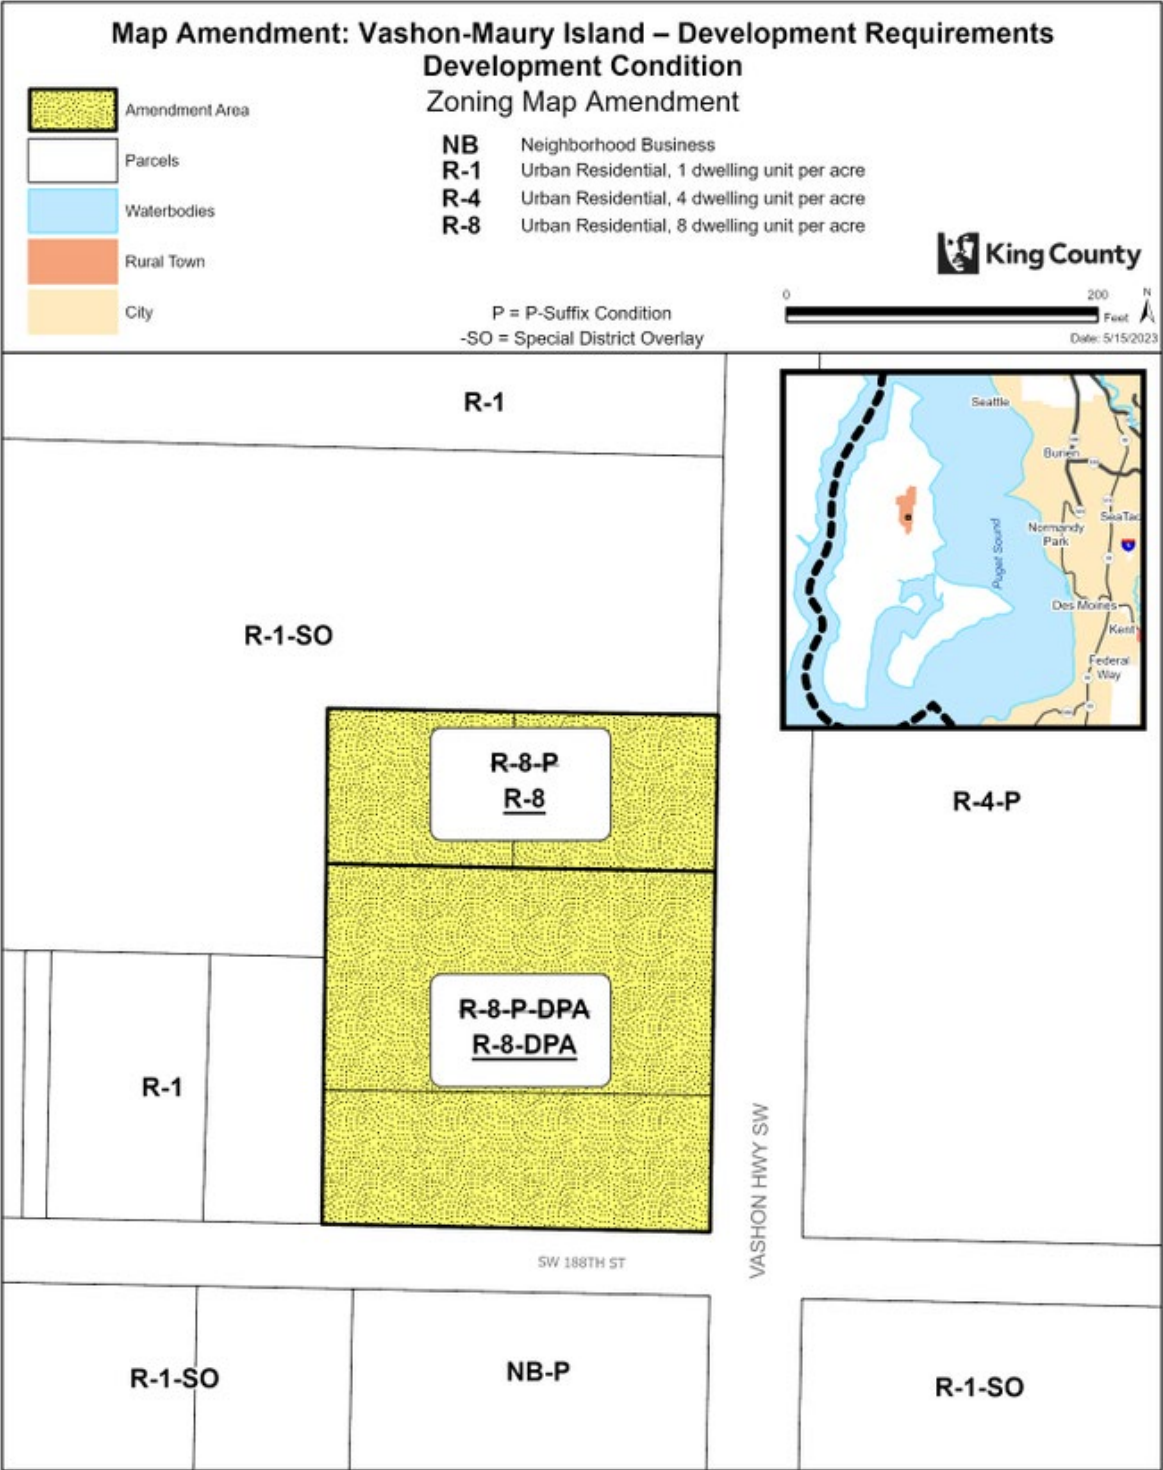 Map Amendment: Vashon-Maury Island – Development Requirements
Development Condition
Zoning Map Amendment
Amendment Area
Parcels
Waterbodies
Rural Town
City
NB Neighborhood Business
R-1 Urban Residential, 1 dwelling unit per acre
R-4 Urban Residential, 4 dwelling unit per acre
R-8 Urban Residential, 8 dwelling unit per acre
P = P-Suffix Condition
-SO = Special District Overlay
King County
0 200
Feet
N
Date: 5/15/2023
R-1
Seattle
Burien
SeaTac
Normandy
Park
Puget Sound
Des Moines
Kent
Federal
Way
R-1-SO
R-8-P
R-8
R-4-P
R-8-P-DPA
R-8-DPA
R-1
VASHON HWY SW
SW 188TH ST
R-1-SO
NB-P
R-1-SO